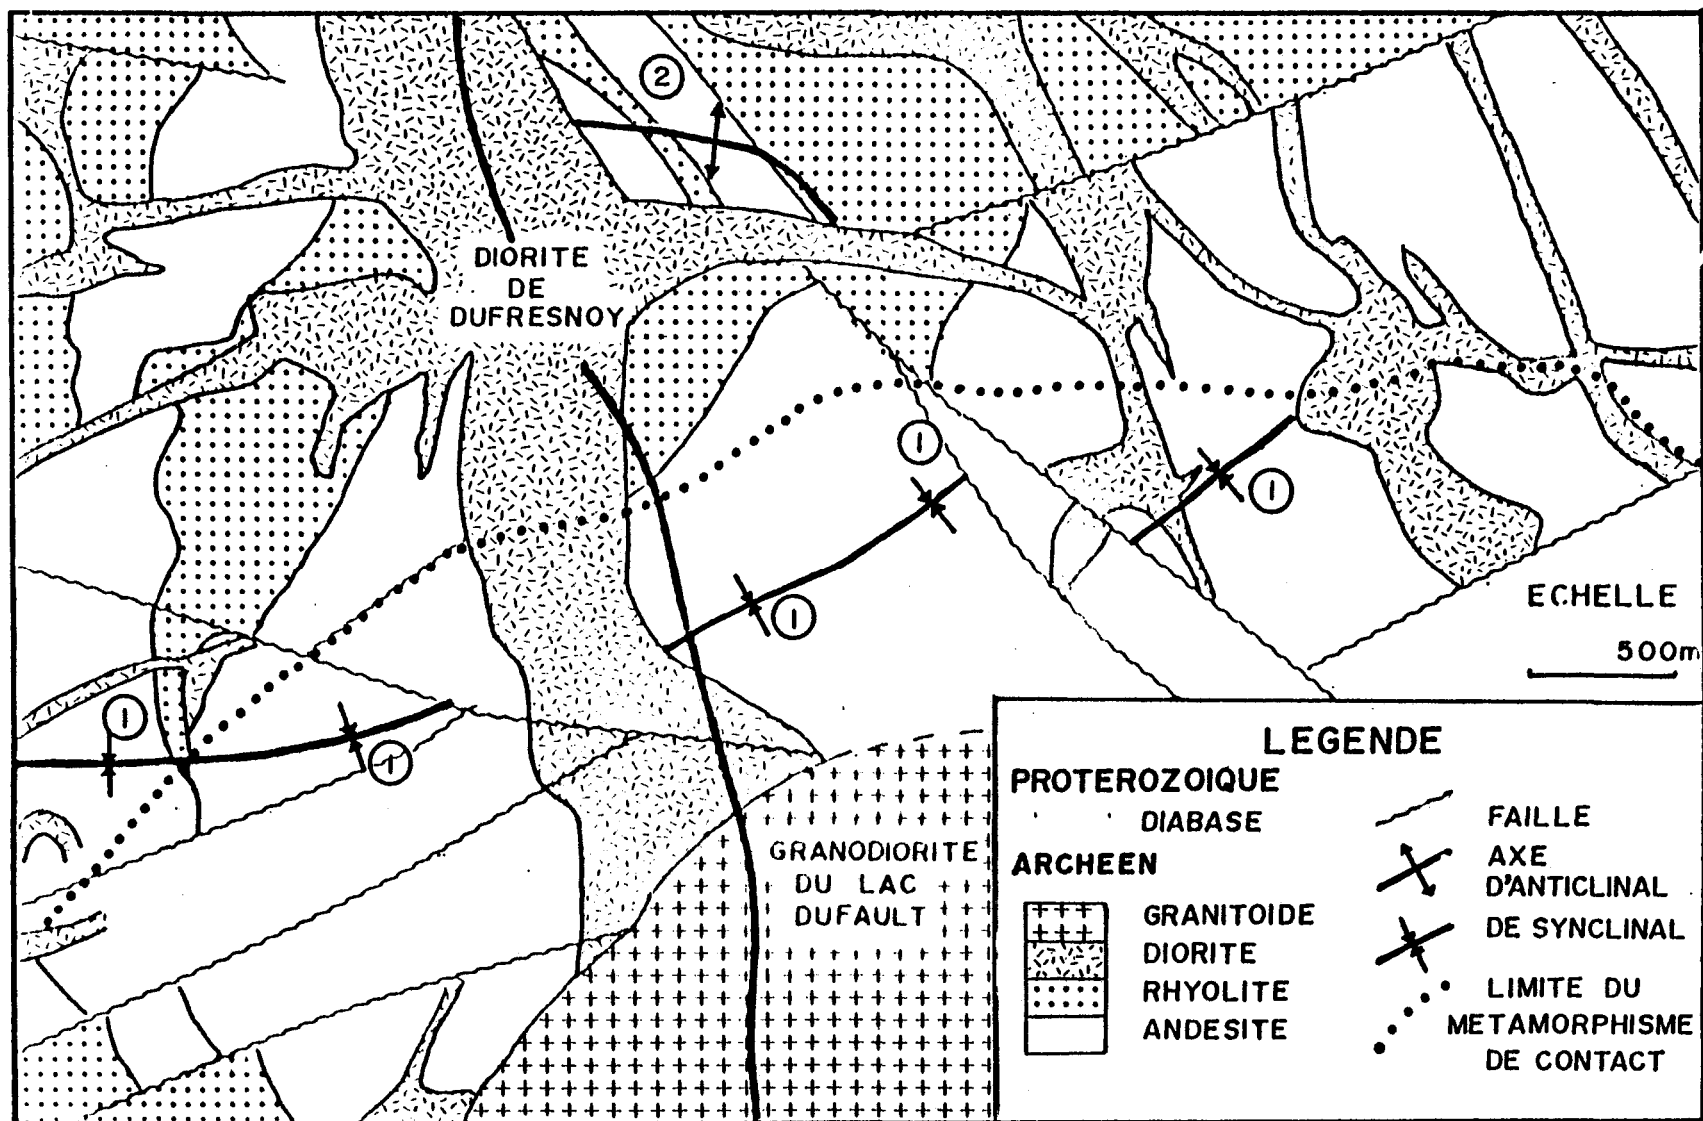 ②
DIORITE
DE
DUFRESNOY
①
①
①
①
①
ECHELLE
500m
GRANODIORITE
DU LAC
DUFAULT
LEGENDE
PROTEROZOIQUE
DIABASE
ARCHEEN
GRANITOIDE
DIORITE
RHYOLITE
ANDESITE
FAILLE
AXE
D'ANTICLINAL
DE SYNCLINAL
LIMITE DU
METAMORPHISME
DE CONTACT